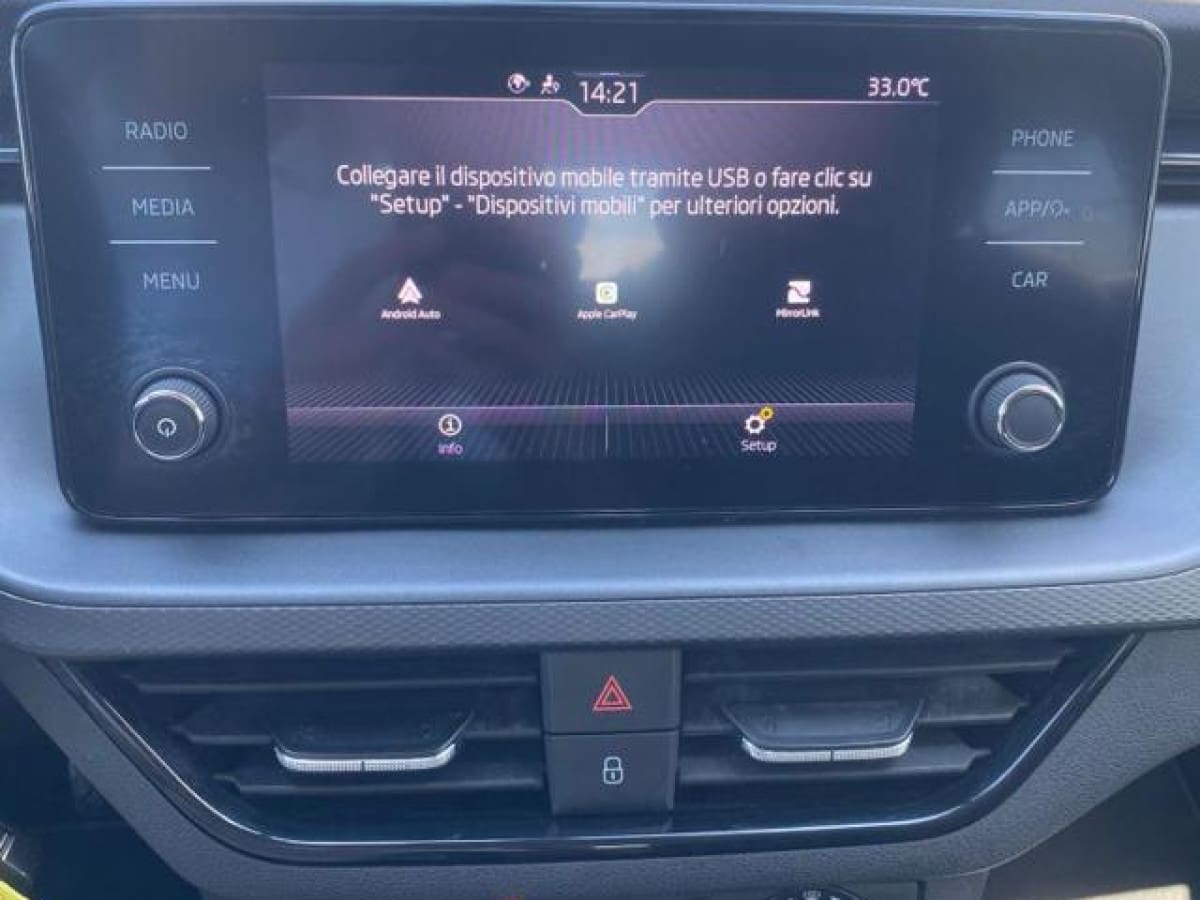 14:21
33.0°C
RADIO
MEDIA
MENU
Collegare il dispositivo mobile tramite USB o fare clic su
"Setup" - "Dispositivi mobili" per ulteriori opzioni.
Android Auto
Apple CarPlay
MirrorLink
Info
Setup
PHONE
APP/
CAR